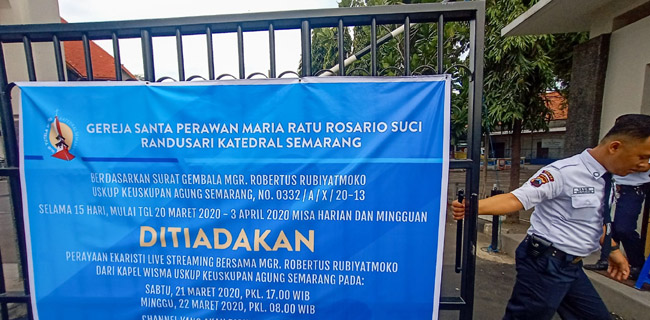 GEREJA SANTA PERAWAN MARIA RATU ROSARIO SUCI
RANDUSARI KATEDRAL SEMARANG
BERDASARKAN SURAT GEMBALA MGR. ROBERTUS RUBIYATMOKO
USKUP KEUSKUPAN AGUNG SEMARANG, NO. 0332 / A / X / 20-13
SELAMA 15 HARI, MULAI TGL 20 MARET 2020 - 3 APRIL 2020 MISA HARIAN DAN MINGGUAN
DITIADAKAN
PERAYAAN EKARISTI LIVE STREAMING BERSAMA MGR. ROBERTUS RUBIYATMOKO
DARI KAPEL WISMA USKUP KEUSKUPAN AGUNG SEMARANG PADA:
SABTU, 21 MARET 2020, PKL. 17.00 WIB
MINGGU, 22 MARET 2020, PKL. 08.00 WIB